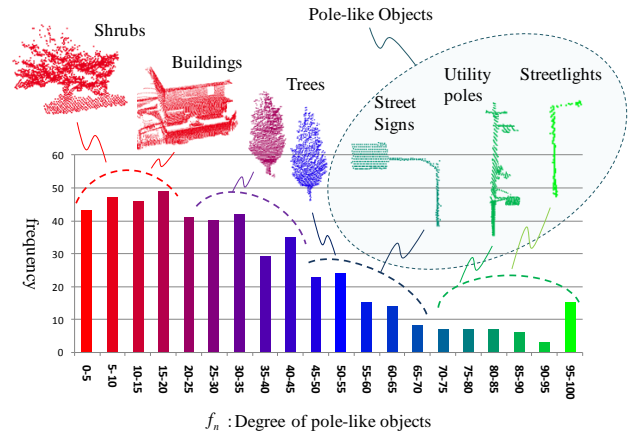 Pole-like Objects
Shrubs
Buildings
Trees
Street
Signs
Utility
poles
Streetlights
frequency
60
50
40
30
20
10
0
0-5
5-10
10-15
15-20
20-25
25-30
30-35
35-40
40-45
45-50
50-55
55-60
60-65
65-70
70-75
75-80
80-85
85-90
90-95
95-100
fₙ : Degree of pole-like objects